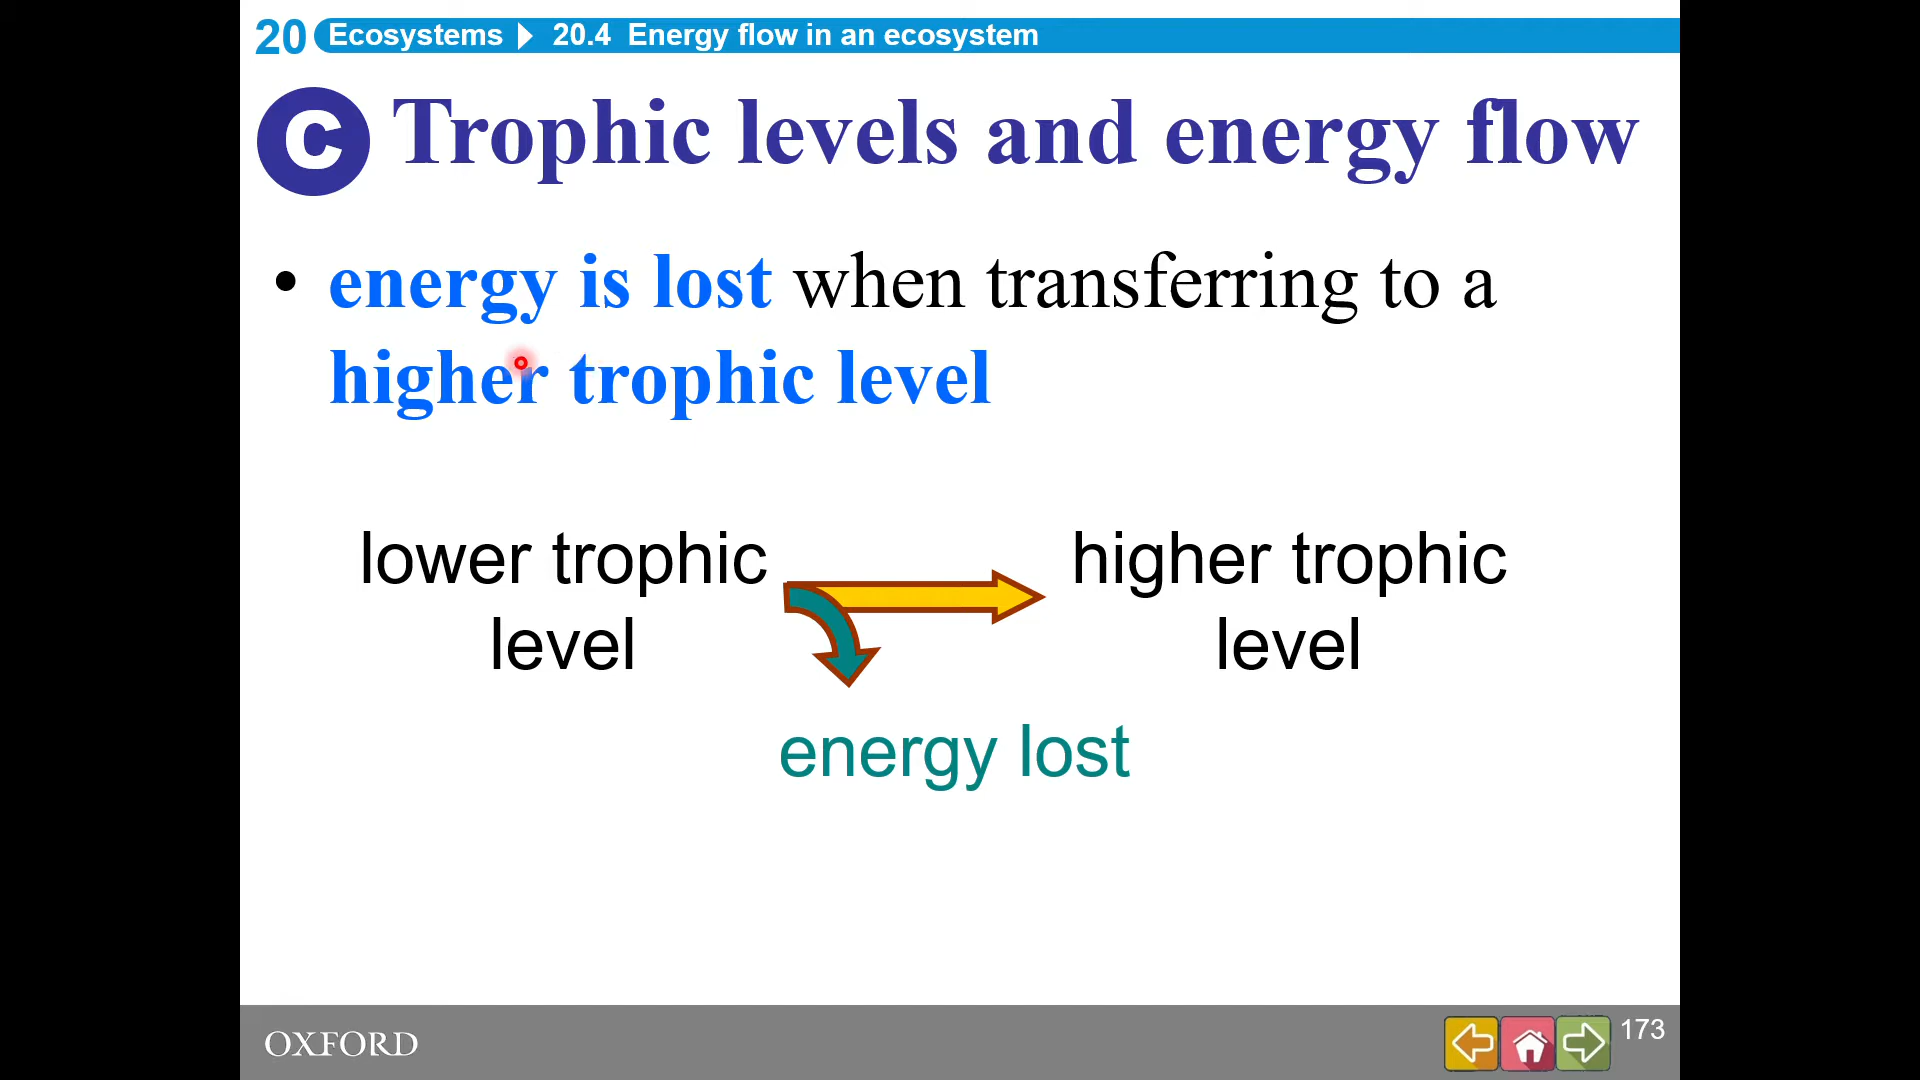 20 Ecosystems 20.4 Energy flow in an ecosystem
C Trophic levels and energy flow
• energy is lost when transferring to a
higher trophic level
lower trophic
level
higher trophic
level
energy lost
OXFORD
173